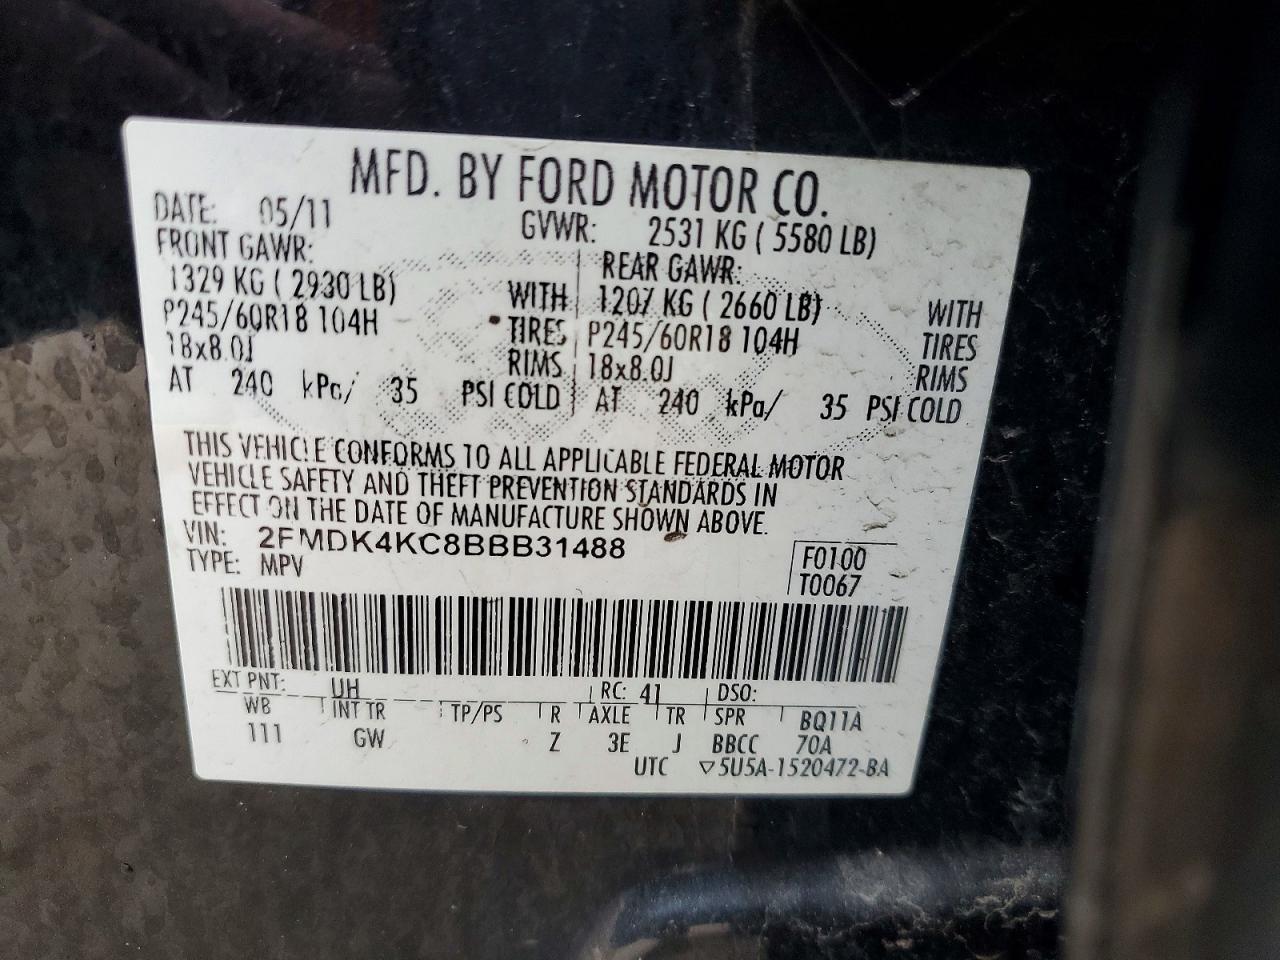 MFD. BY FORD MOTOR CO.
DATE: 05/11 GVWR: 2531 KG ( 5580 LB)
FRONT GAWR: REAR GAWR:
1329 KG ( 2930 LB) WITH 1207 KG ( 2660 LB) WITH
P245/60R18 104H TIRES P245/60R18 104H TIRES
18x8.0J RIMS 18x8.0J RIMS
AT 240 kPa/ 35 PSI COLD AT 240 kPa/ 35 PSI COLD
THIS VEHICLE CONFORMS TO ALL APPLICABLE FEDERAL MOTOR
VEHICLE SAFETY AND THEFT PREVENTION STANDARDS IN
EFFECT ON THE DATE OF MANUFACTURE SHOWN ABOVE.
VIN: 2FMDK4KC8BBB31488
TYPE: MPV
F0100
T0067
EXT PNT: UH RC: 41 DSO:
WB INT TR TP/PS R AXLE TR SPR BQ11A
111 GW Z 3E J BBCC 70A
UTC ▽5U5A-1520472-BA